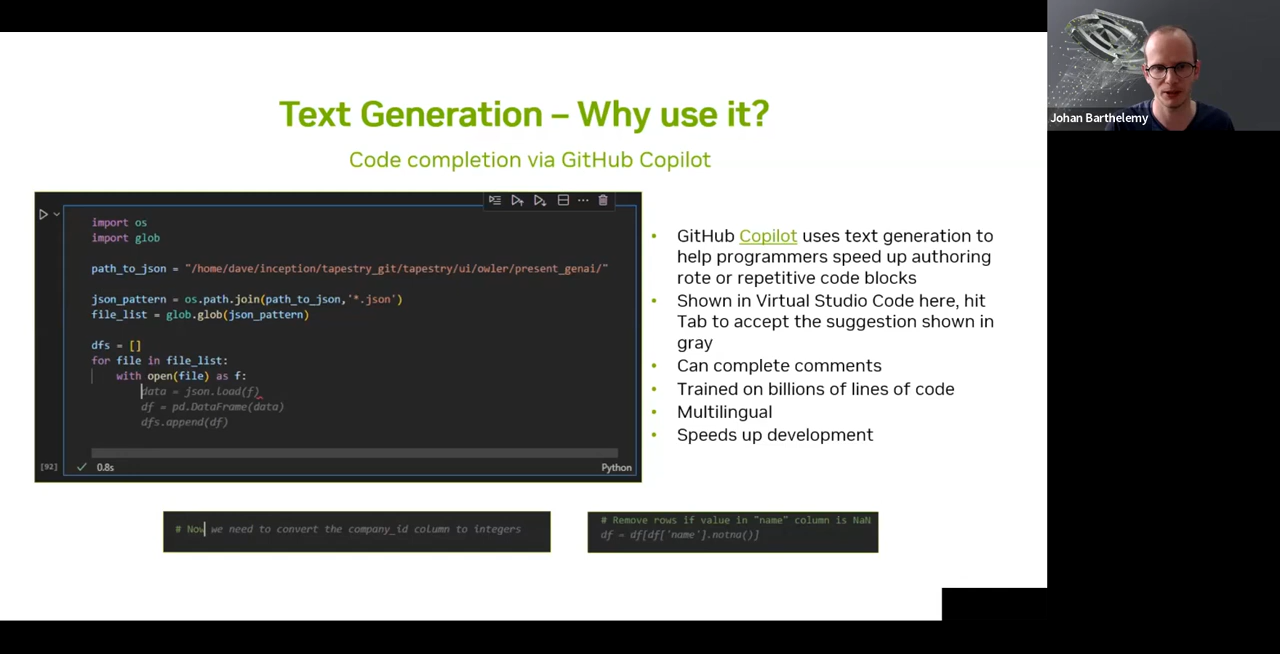 Johan Barthelemy
Text Generation – Why use it?
Code completion via GitHub Copilot
import os
import glob
path_to_json = "/home/dave/inception/tapestry_git/tapestry/ui/owler/present_genai/"
json_pattern = os.path.join(path_to_json,'*.json')
file_list = glob.glob(json_pattern)
dfs = []
for file in file_list:
    with open(file) as f:
        data = json.load(f)
        df = pd.DataFrame(data)
        dfs.append(df)
[92]
0.8s
Python
• GitHub Copilot uses text generation to
help programmers speed up authoring
rote or repetitive code blocks
• Shown in Virtual Studio Code here, hit
Tab to accept the suggestion shown in
gray
• Can complete comments
• Trained on billions of lines of code
• Multilingual
• Speeds up development
# Now we need to convert the company_id column to integers
# Remove rows if value in "name" column is NaN
df = df[df['name'].notna()]